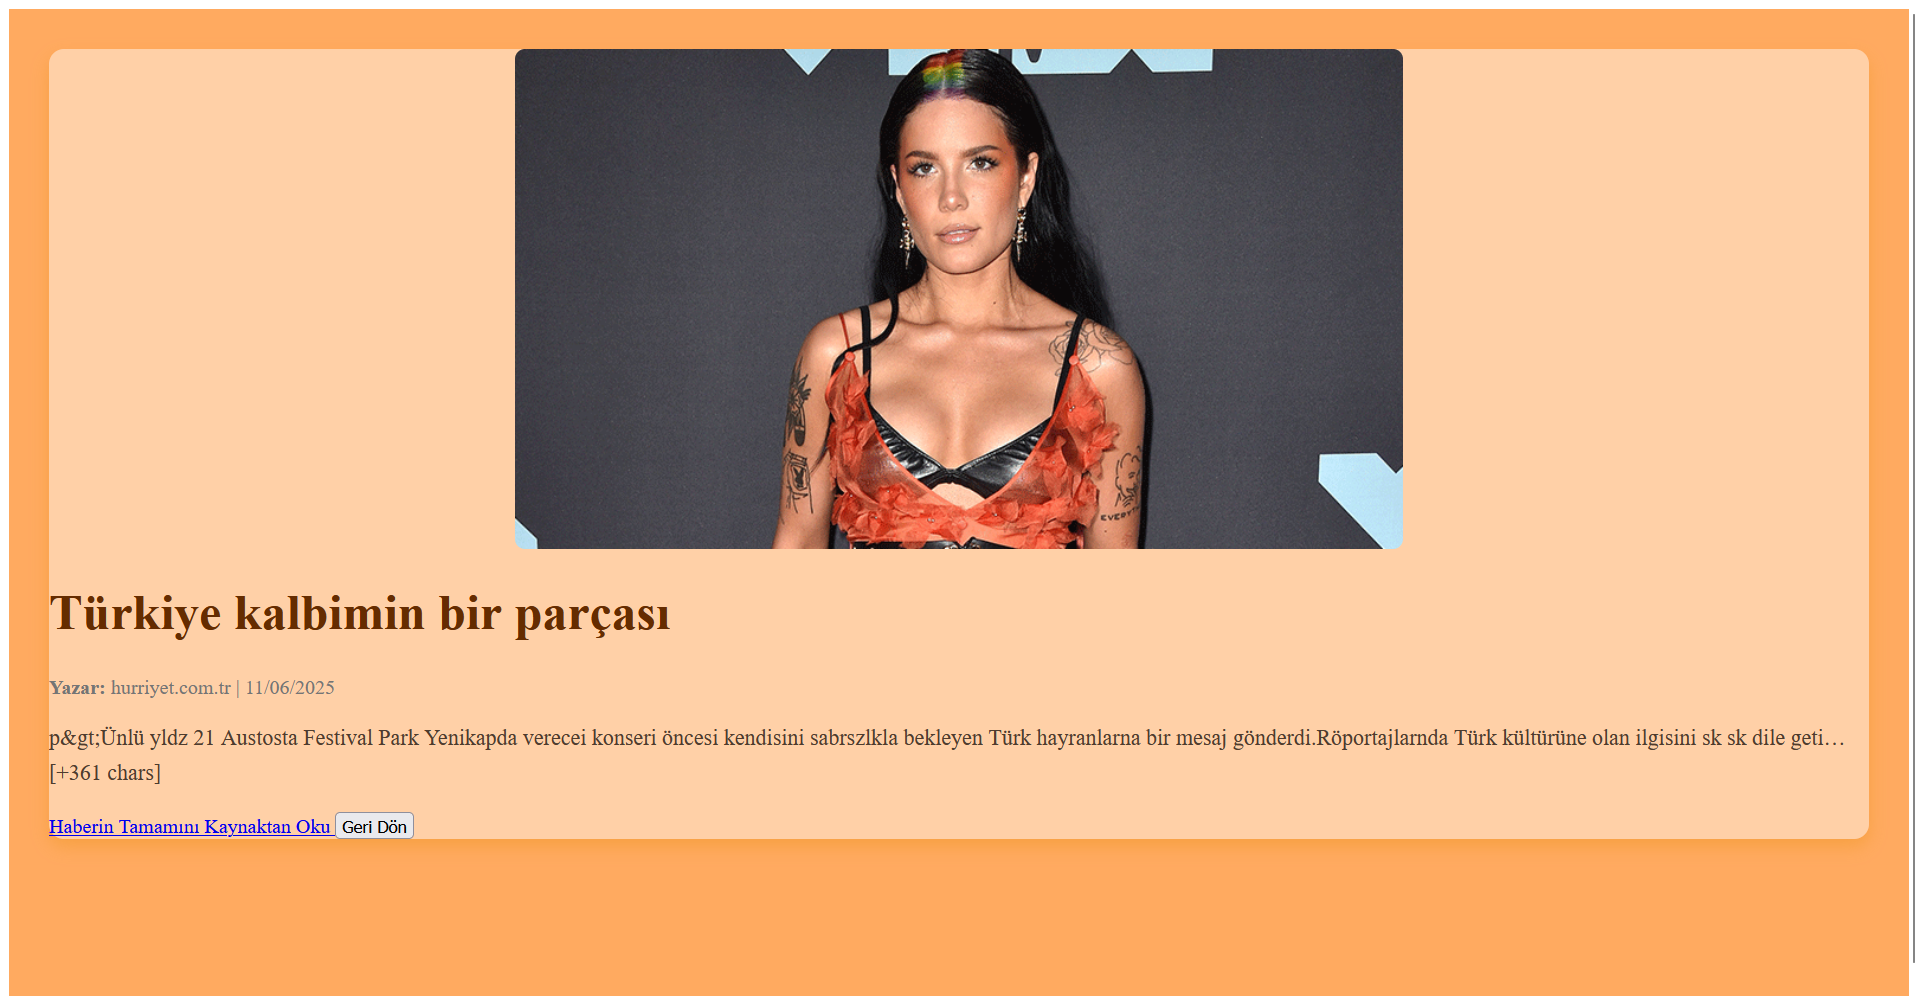 Türkiye kalbimin bir parçası
Yazar: hurriyet.com.tr | 11/06/2025
p&gt;Ünlü yldz 21 Austosta Festival Park Yenikapda verecei konseri öncesi kendisini sabrszlkla bekleyen Türk hayranlarna bir mesaj gönderdi.Röportajlarnda Türk kültürüne olan ilgisini sk sk dile geti…
[+361 chars]
Haberin Tamamını Kaynaktan Oku Geri Dön